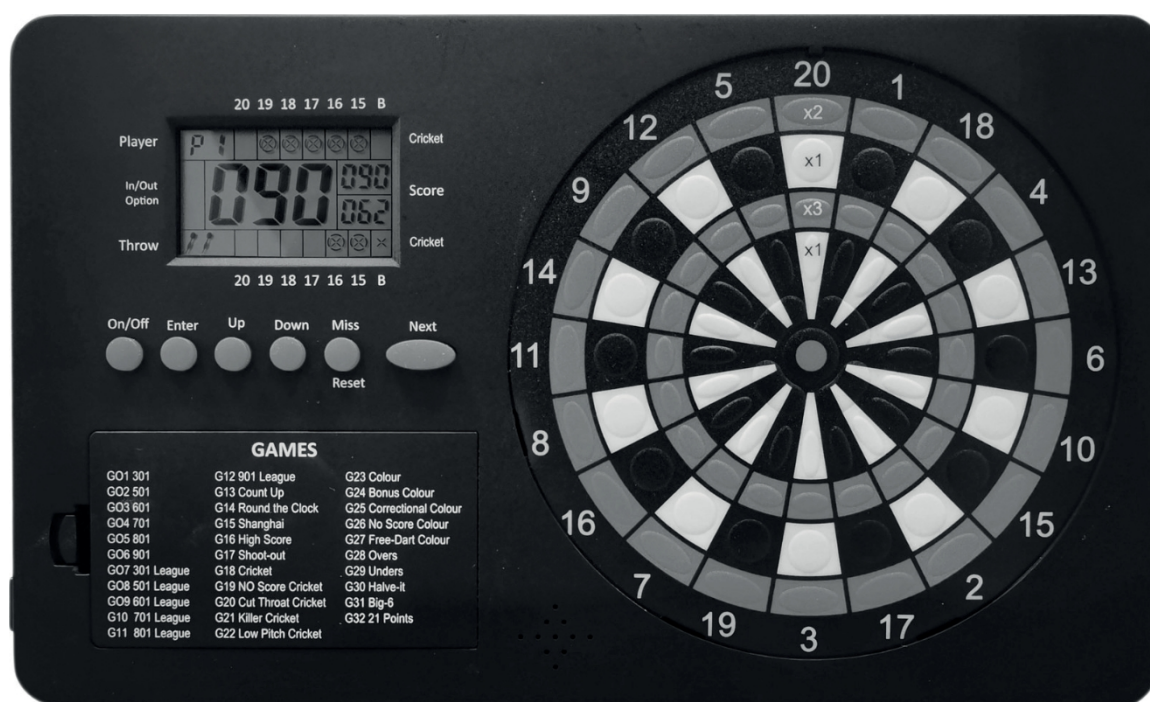 20 19 18 17 16 15 B
Player
P 1
Cricket
In/Out
Option
090
090
062
Score
Throw
Cricket
20 19 18 17 16 15 B
On/Off Enter Up Down Miss Next
Reset
GAMES
GO1 301
GO2 501
GO3 601
GO4 701
GO5 801
GO6 901
GO7 301 League
GO8 501 League
GO9 601 League
G10 701 League
G11 801 League
G12 901 League
G13 Count Up
G14 Round the Clock
G15 Shanghai
G16 High Score
G17 Shoot-out
G18 Cricket
G19 NO Score Cricket
G20 Cut Throat Cricket
G21 Killer Cricket
G22 Low Pitch Cricket
G23 Colour
G24 Bonus Colour
G25 Correctional Colour
G26 No Score Colour
G27 Free-Dart Colour
G28 Overs
G29 Unders
G30 Halve-it
G31 Big-6
G32 21 Points
20
1
18
4
13
6
10
15
2
17
3
19
7
16
8
11
14
9
12
5
x2
x1
x3
x1